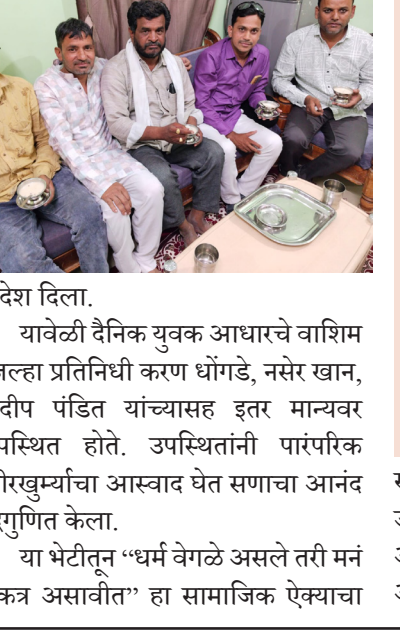 देश दिला.
यावेळी दैनिक युवक आधारचे वाशिम
जिल्हा प्रतिनिधी करण धोंगडे, नसेर खान,
दीप पंडित यांच्यासह इतर मान्यवर
पस्थित होते. उपस्थितांनी पारंपरिक
ीरखुर्म्याचा आस्वाद घेत सणाचा आनंद
गुणित केला.
या भेटीतून “धर्म वेगळे असले तरी मनं
कत्र असावीत” हा सामाजिक ऐक्याचा